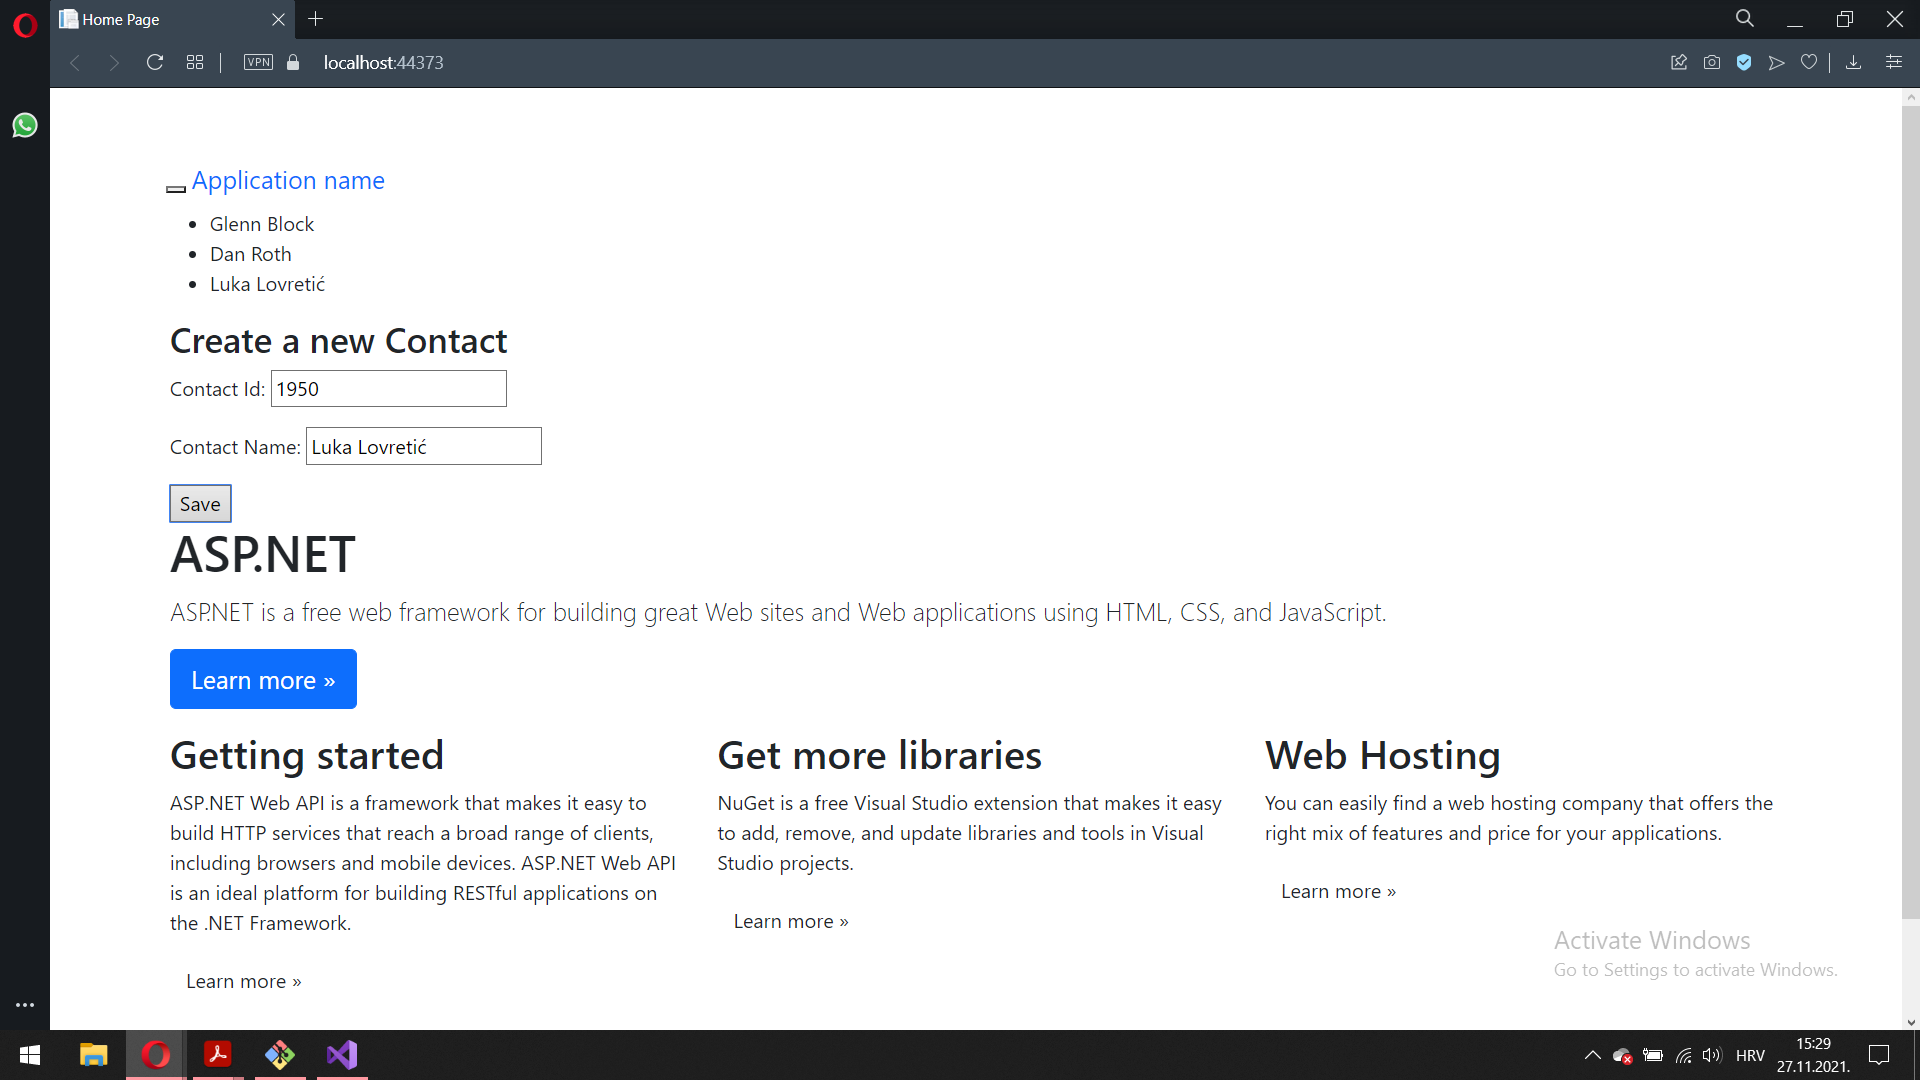 Home Page
VPN
localhost:44373
Application name
Glenn Block
Dan Roth
Luka Lovretić
Create a new Contact
Contact Id: 1950
Contact Name: Luka Lovretić
Save
ASP.NET
ASP.NET is a free web framework for building great Web sites and Web applications using HTML, CSS, and JavaScript.
Learn more »
Getting started
ASP.NET Web API is a framework that makes it easy to
build HTTP services that reach a broad range of clients,
including browsers and mobile devices. ASP.NET Web API
is an ideal platform for building RESTful applications on
the .NET Framework.
Learn more »
Get more libraries
NuGet is a free Visual Studio extension that makes it easy
to add, remove, and update libraries and tools in Visual
Studio projects.
Learn more »
Web Hosting
You can easily find a web hosting company that offers the
right mix of features and price for your applications.
Learn more »
Activate Windows
Go to Settings to activate Windows.
HRV
15:29
27.11.2021.